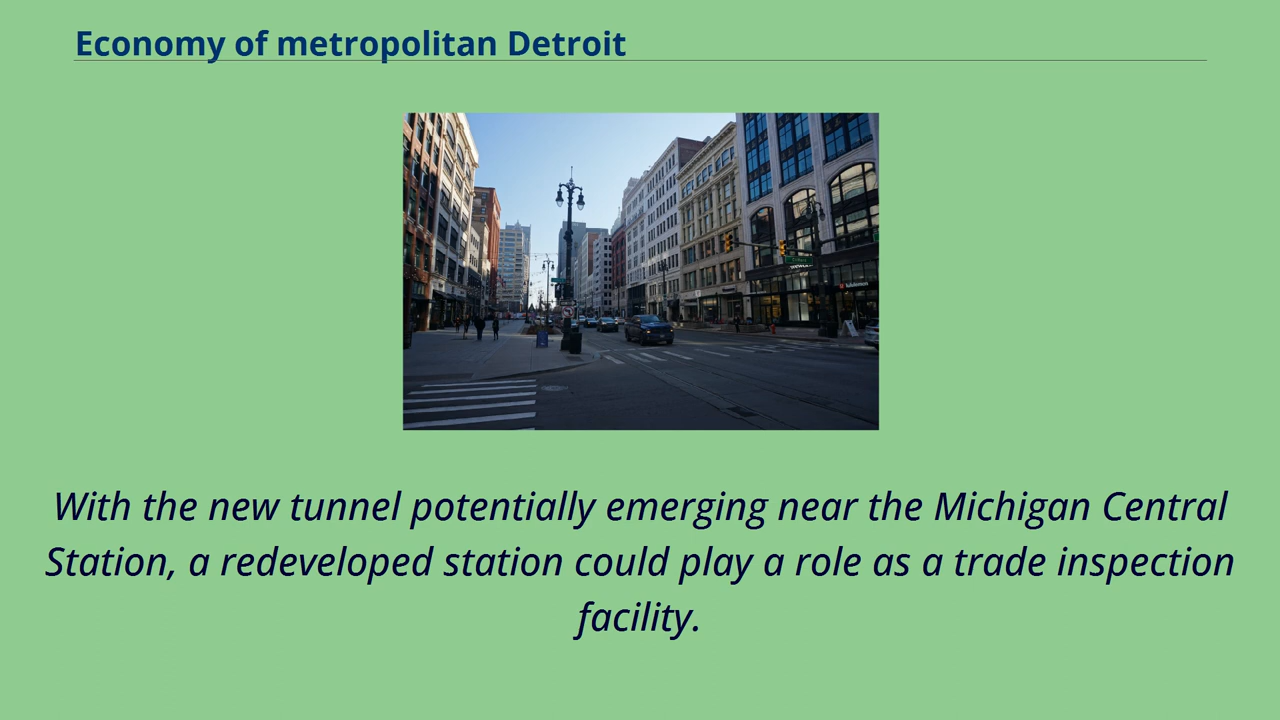 Economy of metropolitan Detroit
lululemon
With the new tunnel potentially emerging near the Michigan Central
Station, a redeveloped station could play a role as a trade inspection
facility.